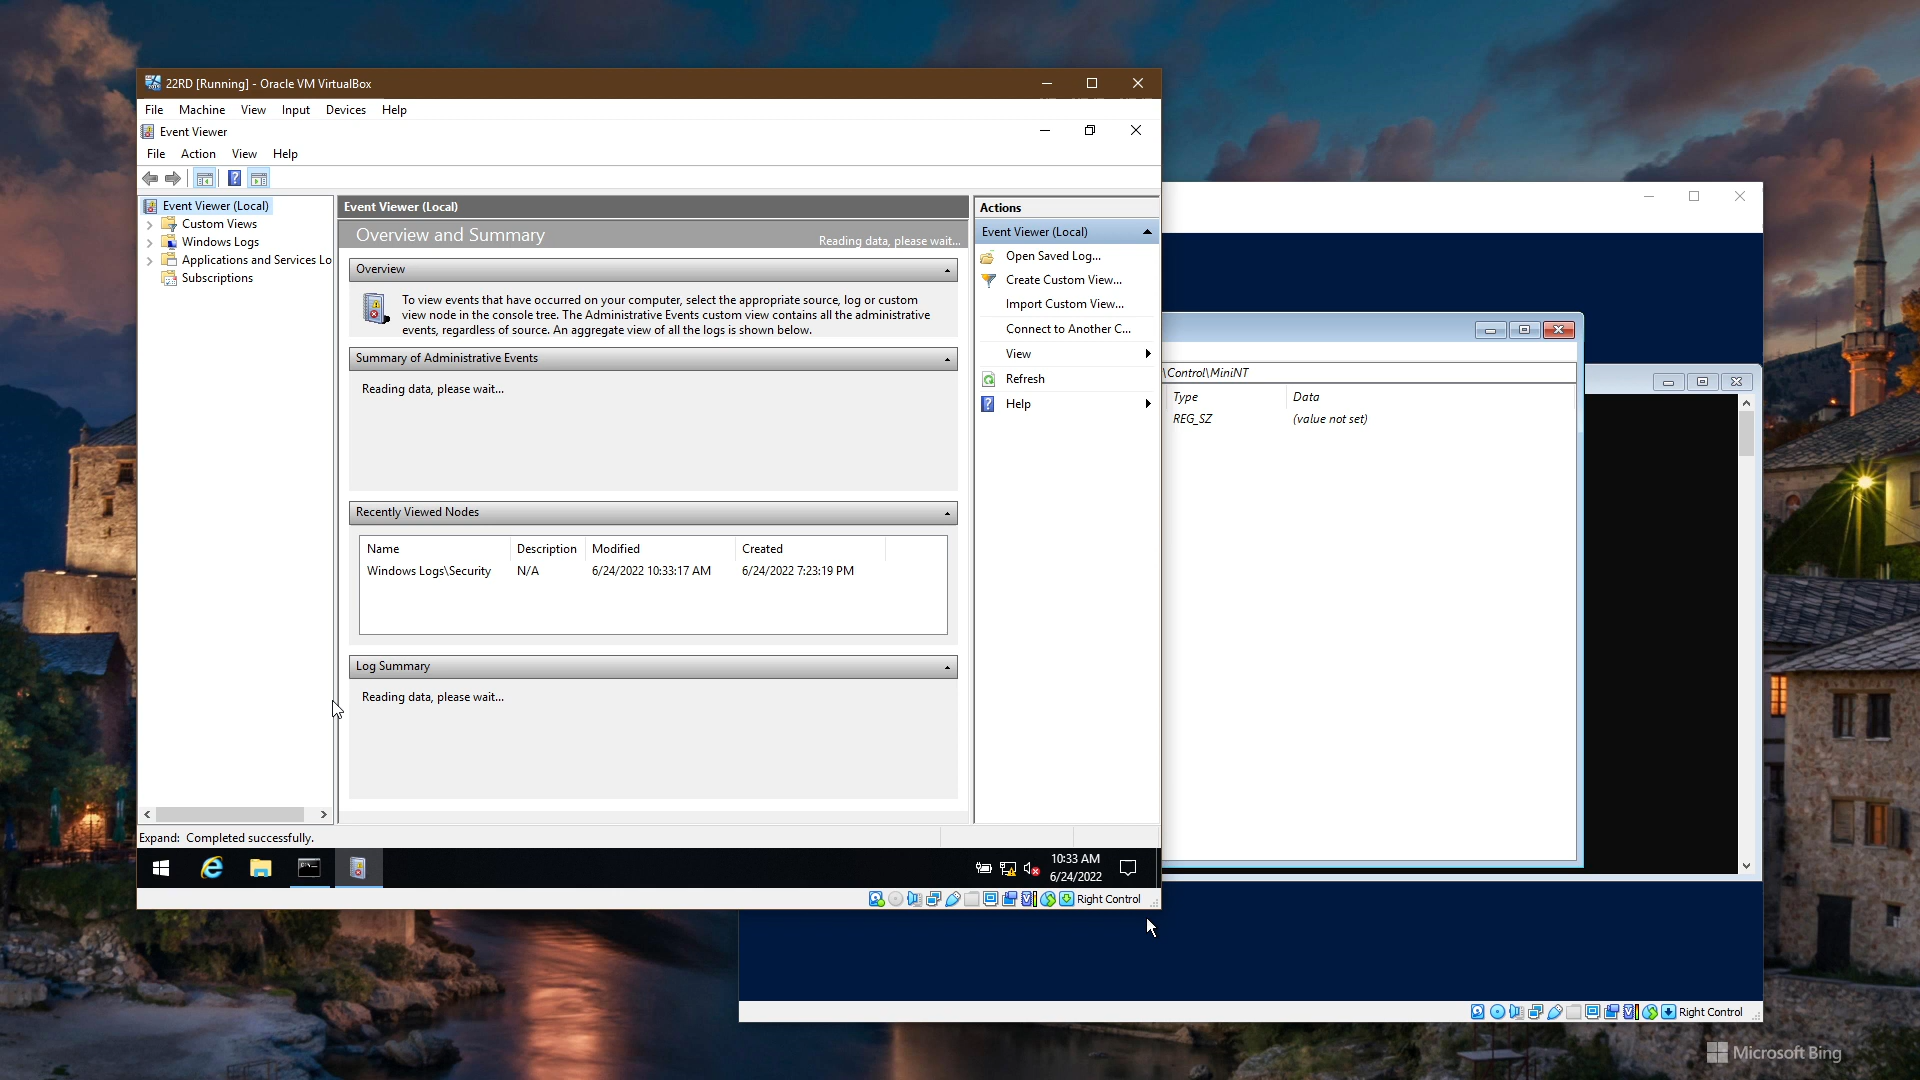 22RD [Running] - Oracle VM VirtualBox
File Machine View Input Devices Help
Event Viewer
File Action View Help
Event Viewer (Local)
Custom Views
Windows Logs
Applications and Services Lo
Subscriptions
Event Viewer (Local)
Overview and Summary
Reading data, please wait...
Overview
To view events that have occurred on your computer, select the appropriate source, log or custom
view node in the console tree. The Administrative Events custom view contains all the administrative
events, regardless of source. An aggregate view of all the logs is shown below.
Summary of Administrative Events
Reading data, please wait...
Recently Viewed Nodes
Name Description Modified Created
Windows Logs\Security N/A 6/24/2022 10:33:17 AM 6/24/2022 7:23:19 PM
Log Summary
Reading data, please wait...
Actions
Event Viewer (Local)
Open Saved Log...
Create Custom View...
Import Custom View...
Connect to Another C...
View
Refresh
Help
Expand: Completed successfully.
10:33 AM
6/24/2022
Right Control
\Control\MiniNT
Type Data
REG_SZ (value not set)
Right Control
Microsoft Bing